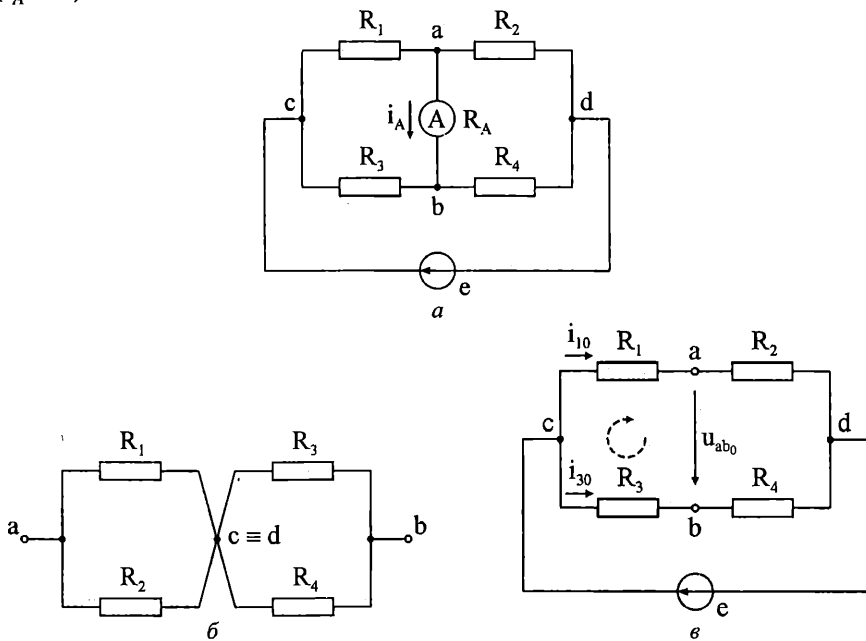 R₁ a R₂
c i_A A R_A d
R₃ R₄
b
e
а
i₁₀ R₁ a R₂
c u_ab₀ d
i₃₀ R₃ R₄
b
e
в
R₁ R₃
a c ≡ d b
R₂ R₄
б